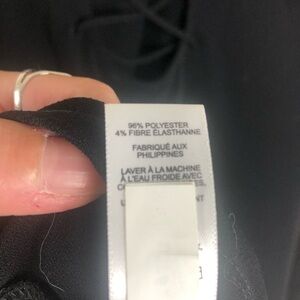 96% POLYESTER
4% FIBRE ÉLASTHANNE
FABRIQUÉ AUX
PHILIPPINES
LAVER À LA MACHINE
À L'EAU FROIDE AVEC